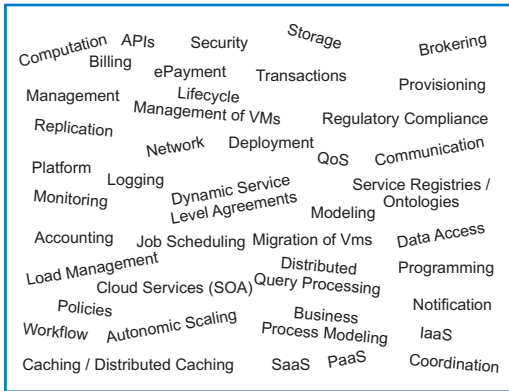 Computation
APIs
Security
Storage
Brokering
Billing
ePayment
Transactions
Provisioning
Management
Lifecycle
Management of VMs
Regulatory Compliance
Replication
Network
Deployment
QoS
Communication
Platform
Logging
Dynamic Service
Level Agreements
Service Registries /
Ontologies
Monitoring
Modeling
Accounting
Job Scheduling
Migration of Vms
Data Access
Load Management
Cloud Services (SOA)
Distributed
Query Processing
Programming
Policies
Notification
Workflow
Autonomic Scaling
Business
Process Modeling
IaaS
Caching / Distributed Caching
SaaS
PaaS
Coordination